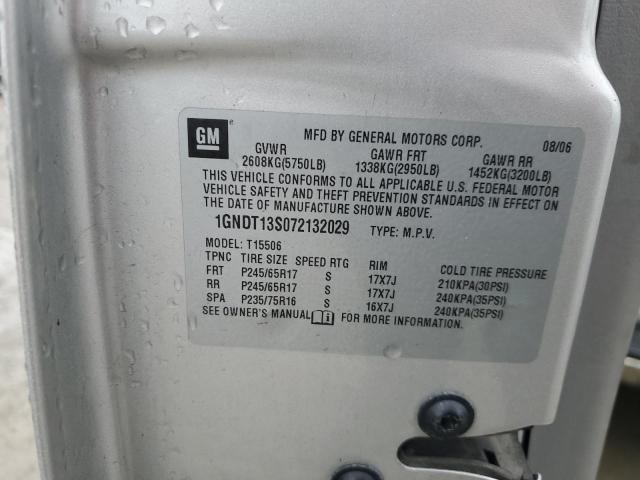 GM MFD BY GENERAL MOTORS CORP. 08/06
GVWR GAWR FRT GAWR RR
2608KG(5750LB) 1338KG(2950LB) 1452KG(3200LB)
THIS VEHICLE CONFORMS TO ALL APPLICABLE U.S. FEDERAL MOTOR
VEHICLE SAFETY AND THEFT PREVENTION STANDARDS IN EFFECT ON
THE DATE OF MANUFACTURE SHOWN ABOVE.
1GNDT13S072132029 TYPE: M.P.V.
MODEL: T15506
TPNC TIRE SIZE SPEED RTG RIM COLD TIRE PRESSURE
FRT P245/65R17 S 17X7J 210KPA(30PSI)
RR P245/65R17 S 17X7J 240KPA(35PSI)
SPA P235/75R16 S 16X7J 240KPA(35PSI)
SEE OWNER'S MANUAL FOR MORE INFORMATION.